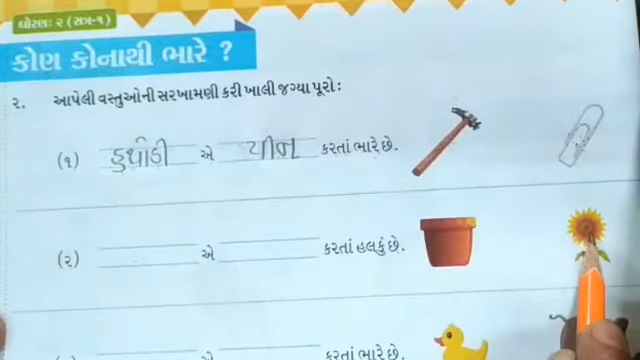 ધોરણઃ ૨ (સત્ર-૧)
કોણ કોનાથી ભારે ?
૨. આપેલી વસ્તુઓની સરખામણી કરી ખાલી જગ્યા પૂરોઃ
(૧) હથોડી એ પીન કરતાં ભારે છે.
(૨) એ કરતાં હલકું છે.
એ કરતાં ભારે છે.